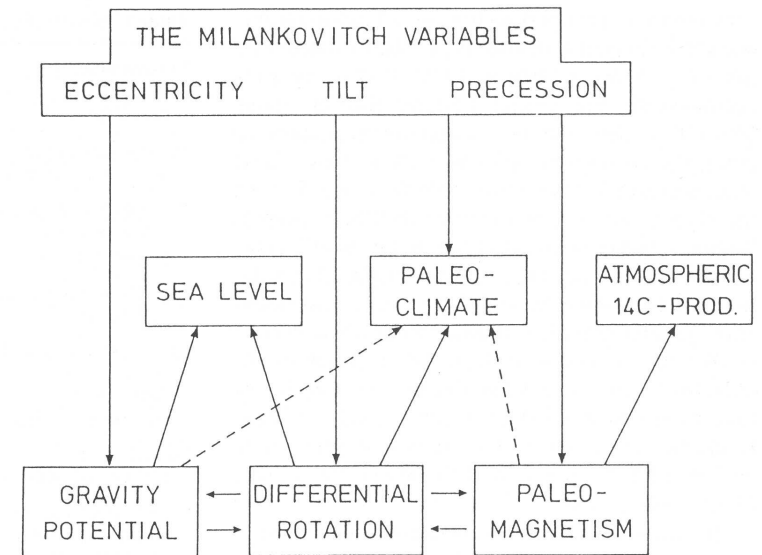 THE MILANKOVITCH VARIABLES
ECCENTRICITY TILT PRECESSION
SEA LEVEL
PALEO-
CLIMATE
ATMOSPHERIC
14C-PROD.
GRAVITY
POTENTIAL
DIFFERENTIAL
ROTATION
PALEO-
MAGNETISM